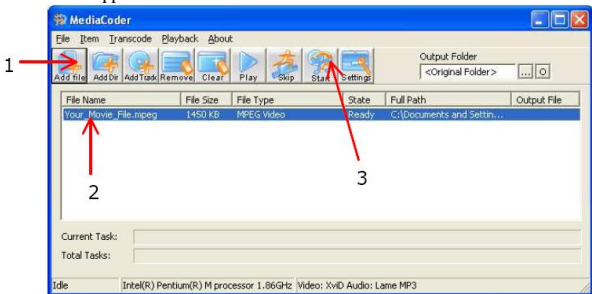 MediaCoder
File Item Transcode Playback About
Add file Add Dir Add Track Remove Clear Play Skip Start Settings
Output Folder
<Original Folder> ... O
1
File Name File Size File Type State Full Path Output File
Your_Movie_File.mpeg 1450 KB MPEG Video Ready C:\Documents and Settin...
2
3
Current Task:
Total Tasks:
Idle Intel(R) Pentium(R) M processor 1.86GHz Video: XviD Audio: Lame MP3